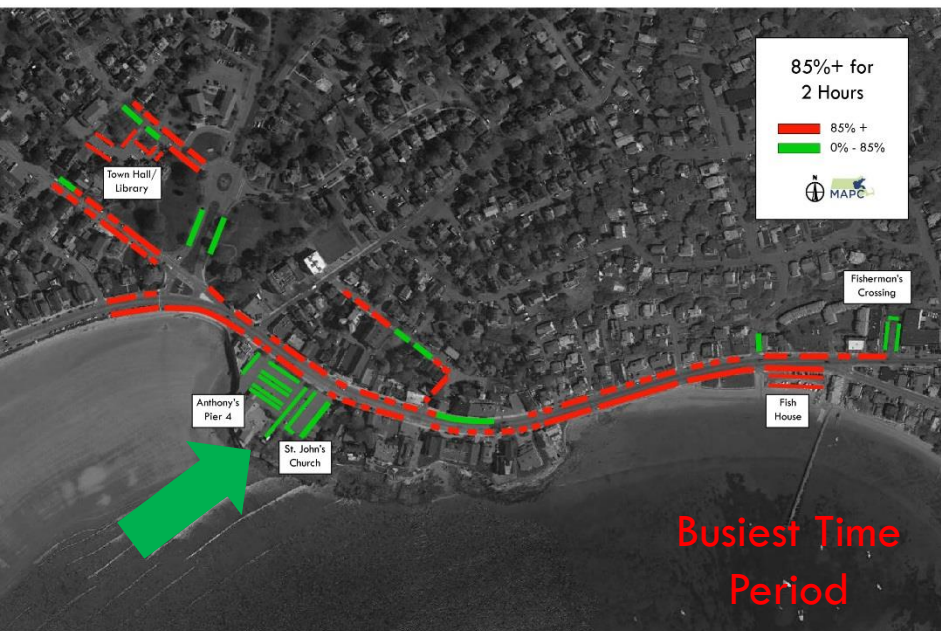 85%+ for
2 Hours
85% +
0% - 85%
MAPC
Town Hall/
Library
Fisherman's
Crossing
Anthony's
Pier 4
St. John's
Church
Fish
House
Busiest Time
Period